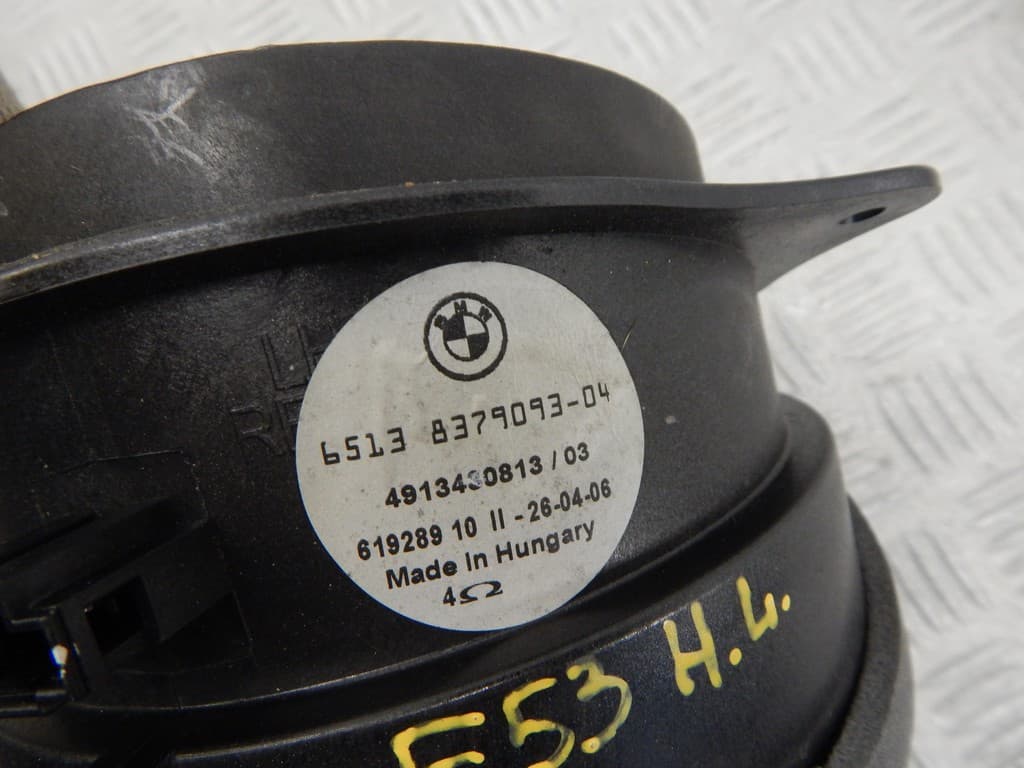 BMW
6513 8379093-04
4913430813 / 03
619289 10 II - 26-04-06
Made In Hungary
4Ω
E53 H.L.